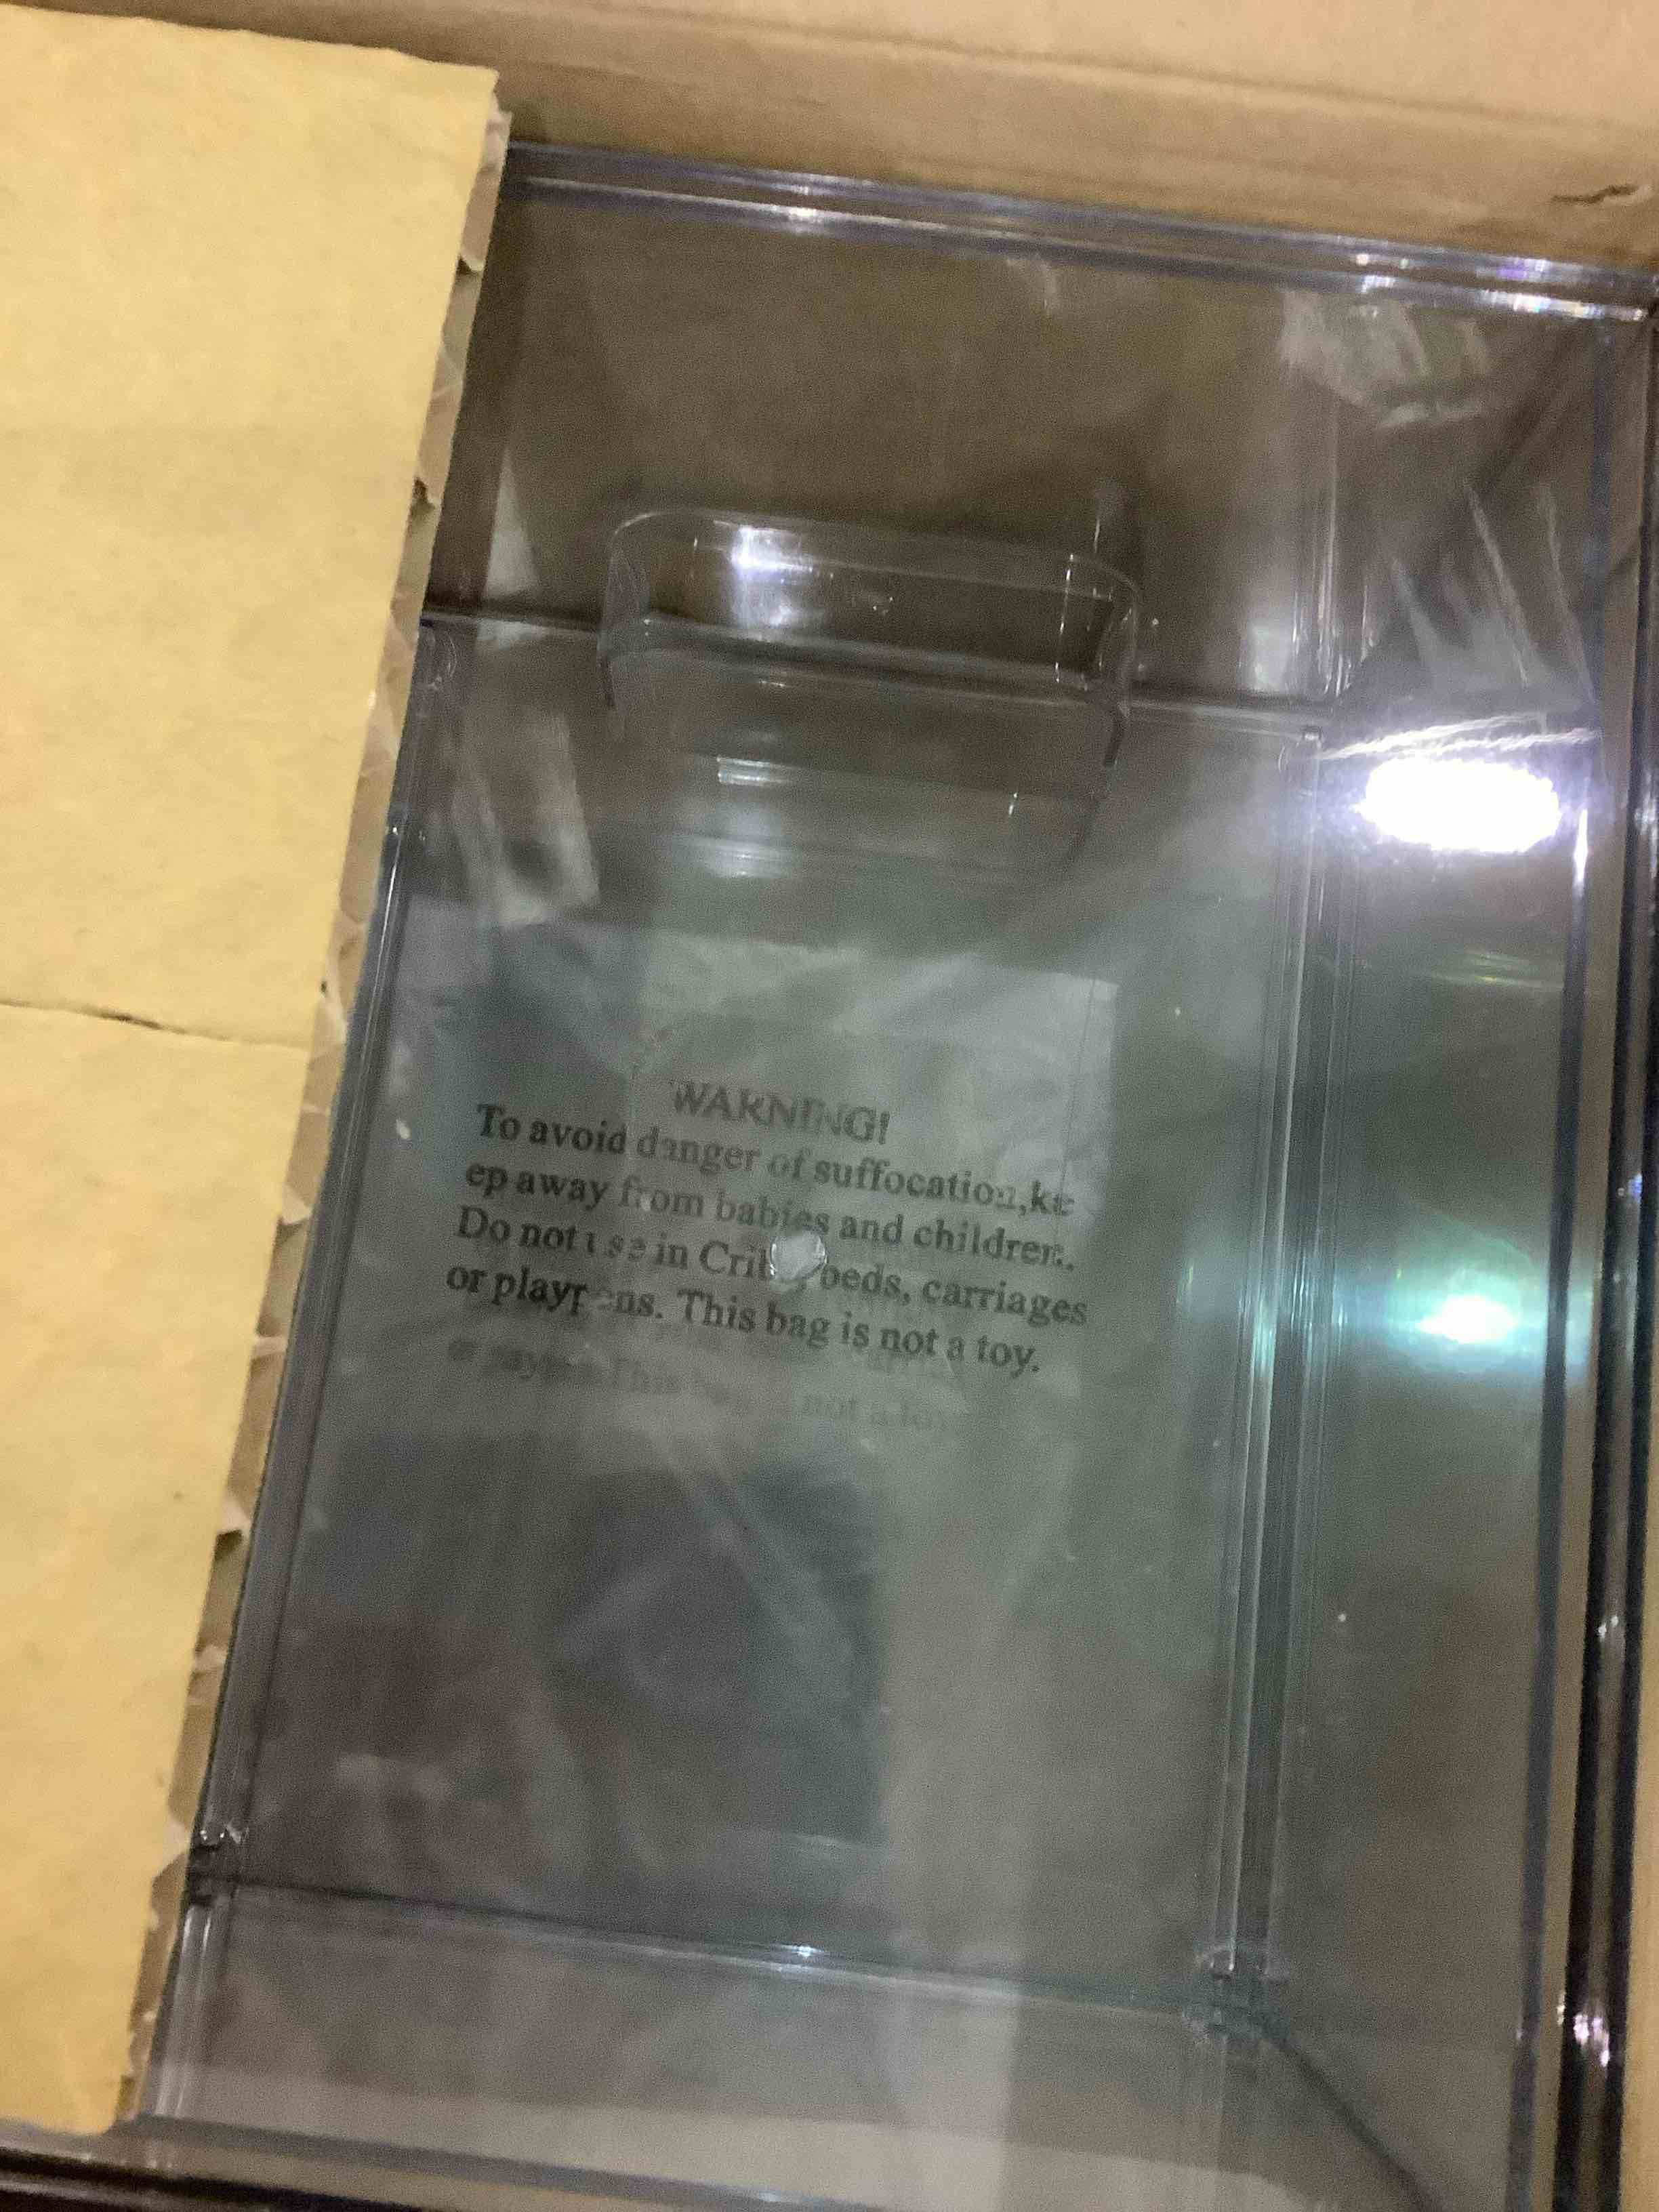 WARNING!
To avoid danger of suffocation,ke
ep away from babies and children.
Do not use in Cribs, beds, carriages
or playpens. This bag is not a toy.